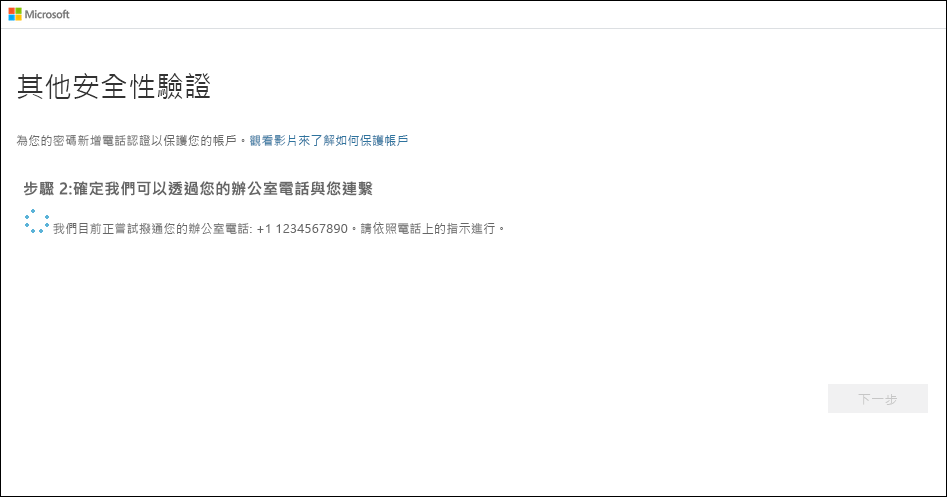 Microsoft
其他安全性驗證
為您的密碼新增電話認證以保護您的帳戶。觀看影片來了解如何保護帳戶
步驟 2:確定我們可以透過您的辦公室電話與您連繫
我們目前正嘗試撥通您的辦公室電話: +1 1234567890。請依照電話上的指示進行。
下一步